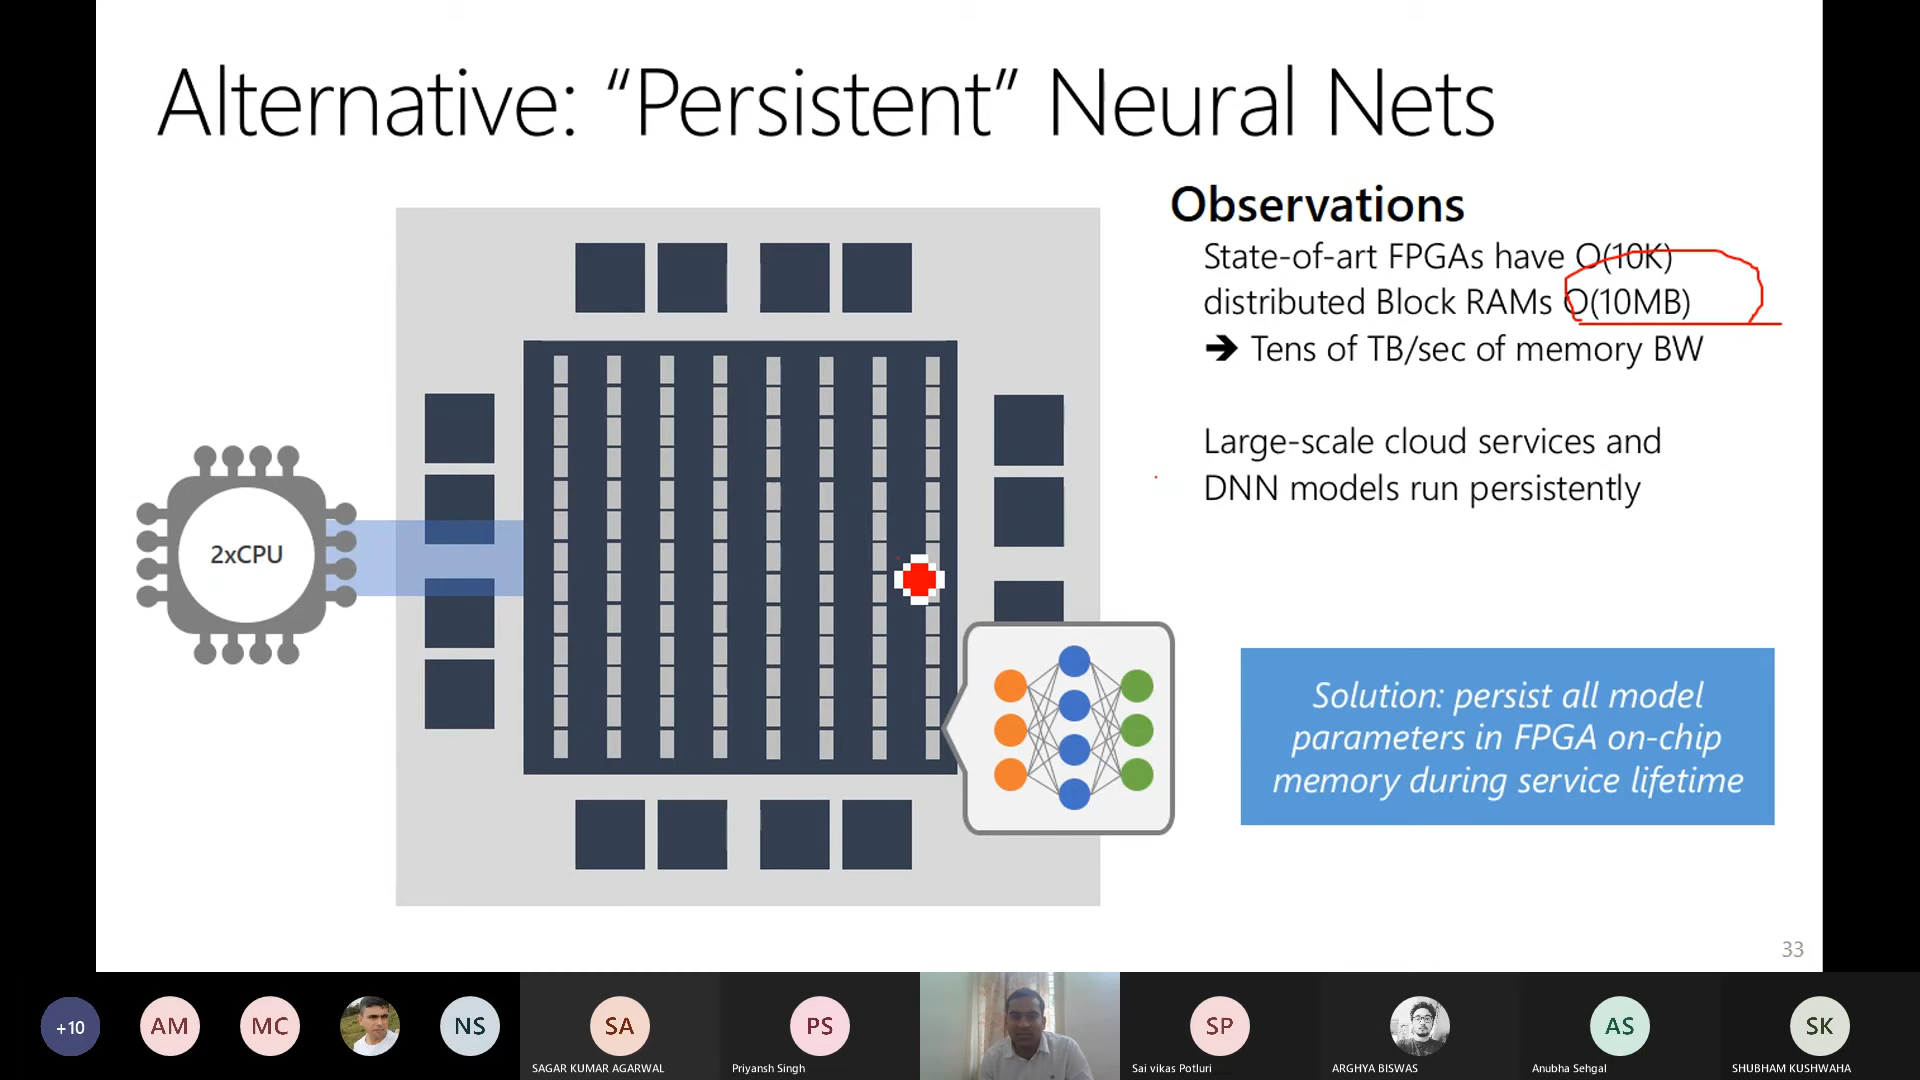 Alternative: “Persistent” Neural Nets
Observations
State-of-art FPGAs have O(10K)
distributed Block RAMs O(10MB)
➔ Tens of TB/sec of memory BW
Large-scale cloud services and
DNN models run persistently
2xCPU
Solution: persist all model
parameters in FPGA on-chip
memory during service lifetime
33
+10
AM
MC
NS
SA
SAGAR KUMAR AGARWAL
PS
Priyansh Singh
SP
Sai vikas Potluri
ARGHYA BISWAS
AS
Anubha Sehgal
SK
SHUBHAM KUSHWAHA